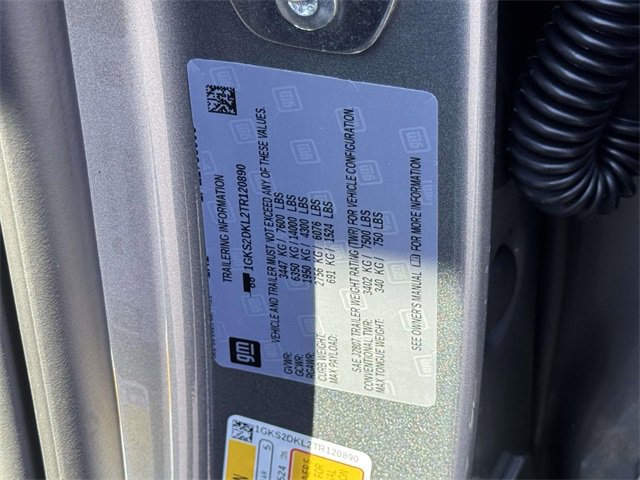 TRAILERING INFORMATION
1GKS2DKL2TR120890
VEHICLE AND TRAILER MUST NOT EXCEED ANY OF THESE VALUES.
GVWR: 3447 KG / 7600 LBS
GCWR: 6350 KG / 14000 LBS
RGAWR: 1950 KG / 4300 LBS
CURB WEIGHT: 2756 KG / 6076 LBS
MAX PAYLOAD: 691 KG / 1524 LBS
SAE J2807 TRAILER WEIGHT RATING (TWR) FOR VEHICLE CONFIGURATION.
CONVENTIONAL TWR: 3402 KG / 7500 LBS
MAX TONGUE WEIGHT: 340 KG / 750 LBS
SEE OWNER'S MANUAL FOR MORE INFORMATION
gm
1GKS2DKL2TR120890